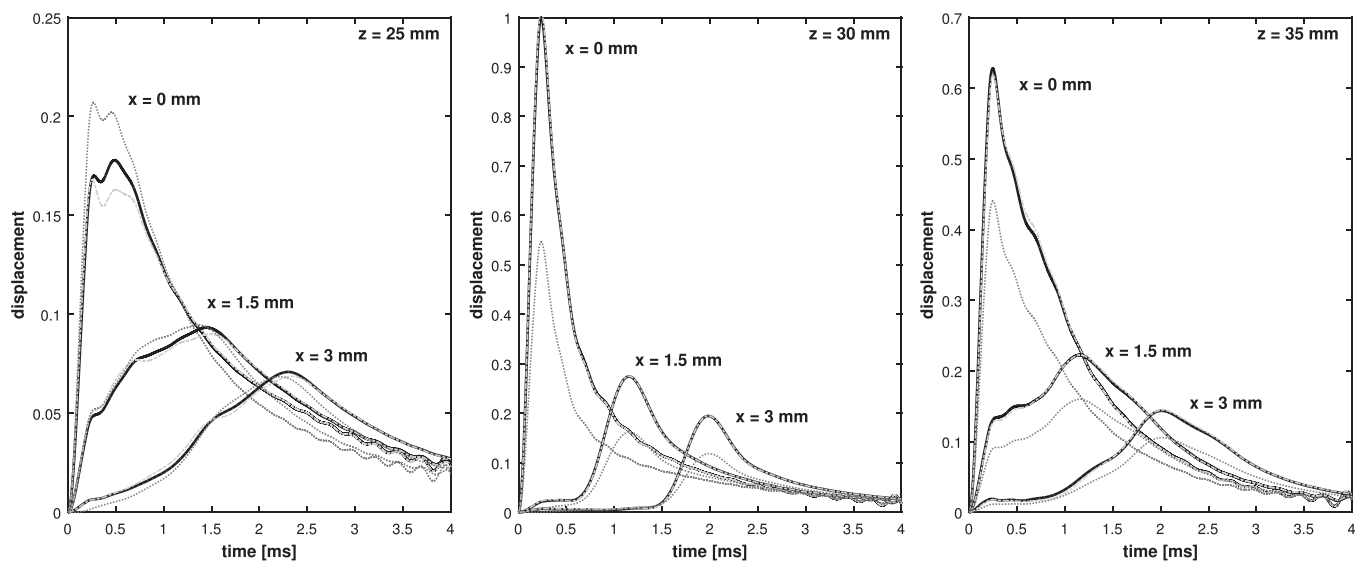 z = 25 mm
x = 0 mm
x = 1.5 mm
x = 3 mm
0.25
0.2
0.15
0.1
0.05
0
displacement
0 0.5 1 1.5 2 2.5 3 3.5 4
time [ms]
z = 30 mm
x = 0 mm
x = 1.5 mm
x = 3 mm
1
0.9
0.8
0.7
0.6
0.5
0.4
0.3
0.2
0.1
0
displacement
0 0.5 1 1.5 2 2.5 3 3.5 4
time [ms]
z = 35 mm
x = 0 mm
x = 1.5 mm
x = 3 mm
0.7
0.6
0.5
0.4
0.3
0.2
0.1
0
displacement
0 0.5 1 1.5 2 2.5 3 3.5 4
time [ms]